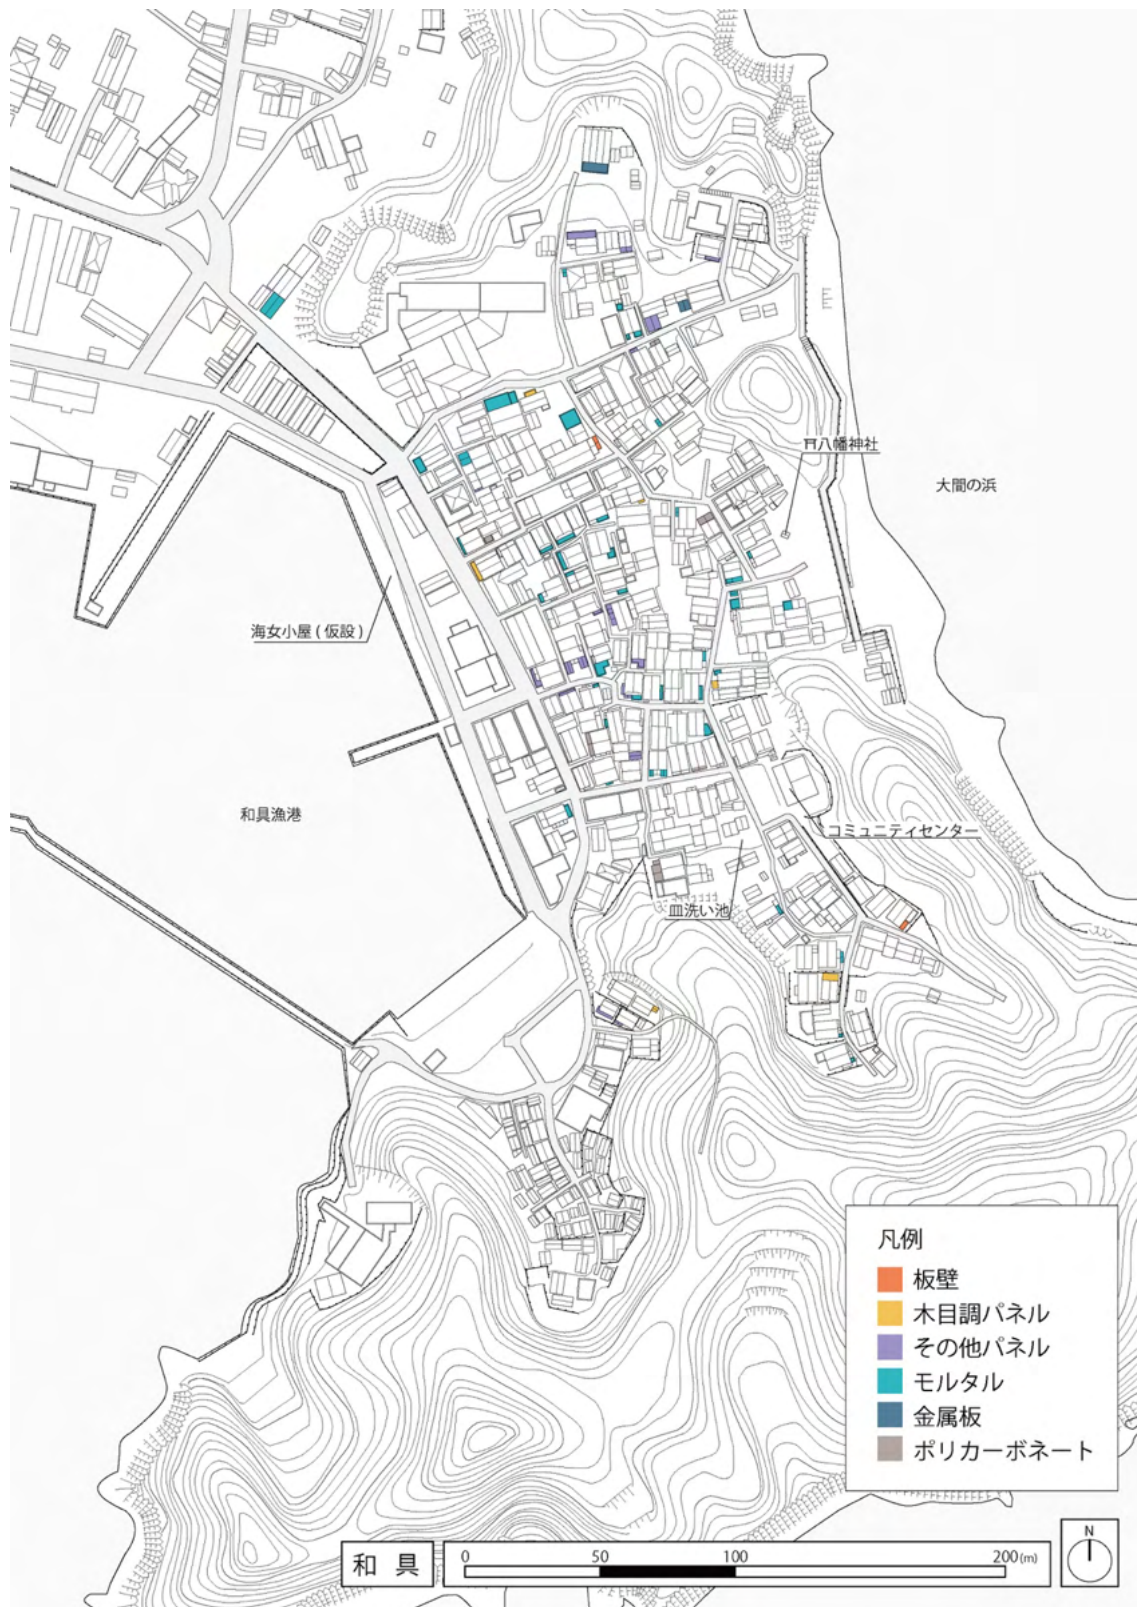 八幡神社
大閤の浜
海女小屋 ( 仮設 )
和具漁港
コミュニティセンター
皿洗い池
凡例
板壁
木目調パネル
その他パネル
モルタル
金属板
ポリカーボネート
和 具
0 50 100 200 (m)
N